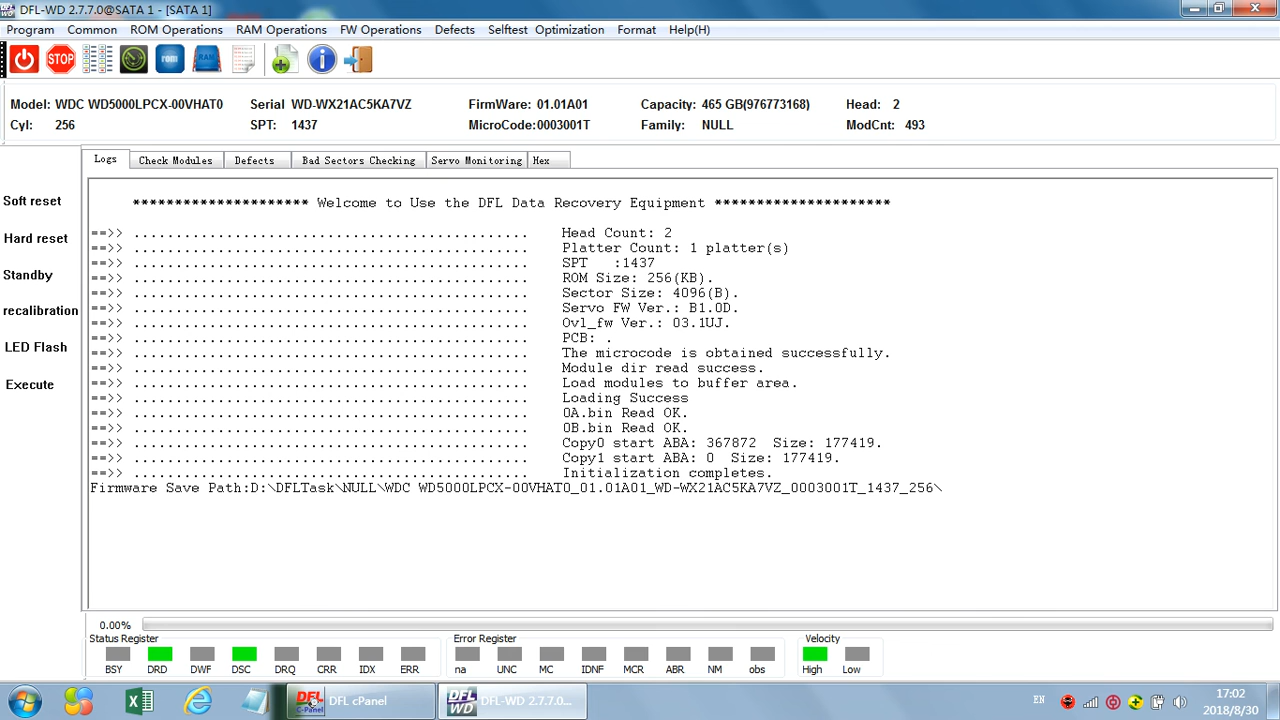 DFL-WD 2.7.7.0@SATA 1 - [SATA 1]
Program Common ROM Operations RAM Operations FW Operations Defects Selftest Optimization Format Help(H)
STOP rom RAM
Model: WDC WD5000LPCX-00VHAT0 Serial WD-WX21AC5KA7VZ FirmWare: 01.01A01 Capacity: 465 GB(976773168) Head: 2
Cyl: 256 SPT: 1437 MicroCode:0003001T Family: NULL ModCnt: 493
Logs Check Modules Defects Bad Sectors Checking Servo Monitoring Hex
Soft reset
Hard reset
Standby
recalibration
LED Flash
Execute
********************* Welcome to Use the DFL Data Recovery Equipment *********************
==>> ............................................... Head Count: 2
==>> ............................................... Platter Count: 1 platter(s)
==>> ............................................... SPT :1437
==>> ............................................... ROM Size: 256(KB).
==>> ............................................... Sector Size: 4096(B).
==>> ............................................... Servo FW Ver.: B1.0D.
==>> ............................................... Ovl_fw Ver.: 03.1UJ.
==>> ............................................... PCB: .
==>> ............................................... The microcode is obtained successfully.
==>> ............................................... Module dir read success.
==>> ............................................... Load modules to buffer area.
==>> ............................................... Loading Success
==>> ............................................... 0A.bin Read OK.
==>> ............................................... 0B.bin Read OK.
==>> ............................................... Copy0 start ABA: 367872 Size: 177419.
==>> ............................................... Copy1 start ABA: 0 Size: 177419.
==>> ............................................... Initialization completes.
Firmware Save Path:D:\DFLTask\NULL\WDC WD5000LPCX-00VHAT0_01.01A01_WD-WX21AC5KA7VZ_0003001T_1437_256\
0.00%
Status Register Error Register Velocity
BSY DRD DWF DSC DRQ CRR IDX ERR na UNC MC IDNF MCR ABR NM obs High Low
DFL C-Panel DFL cPanel DFL WD DFL-WD 2.7.7.0... EN 17:02
2018/8/30